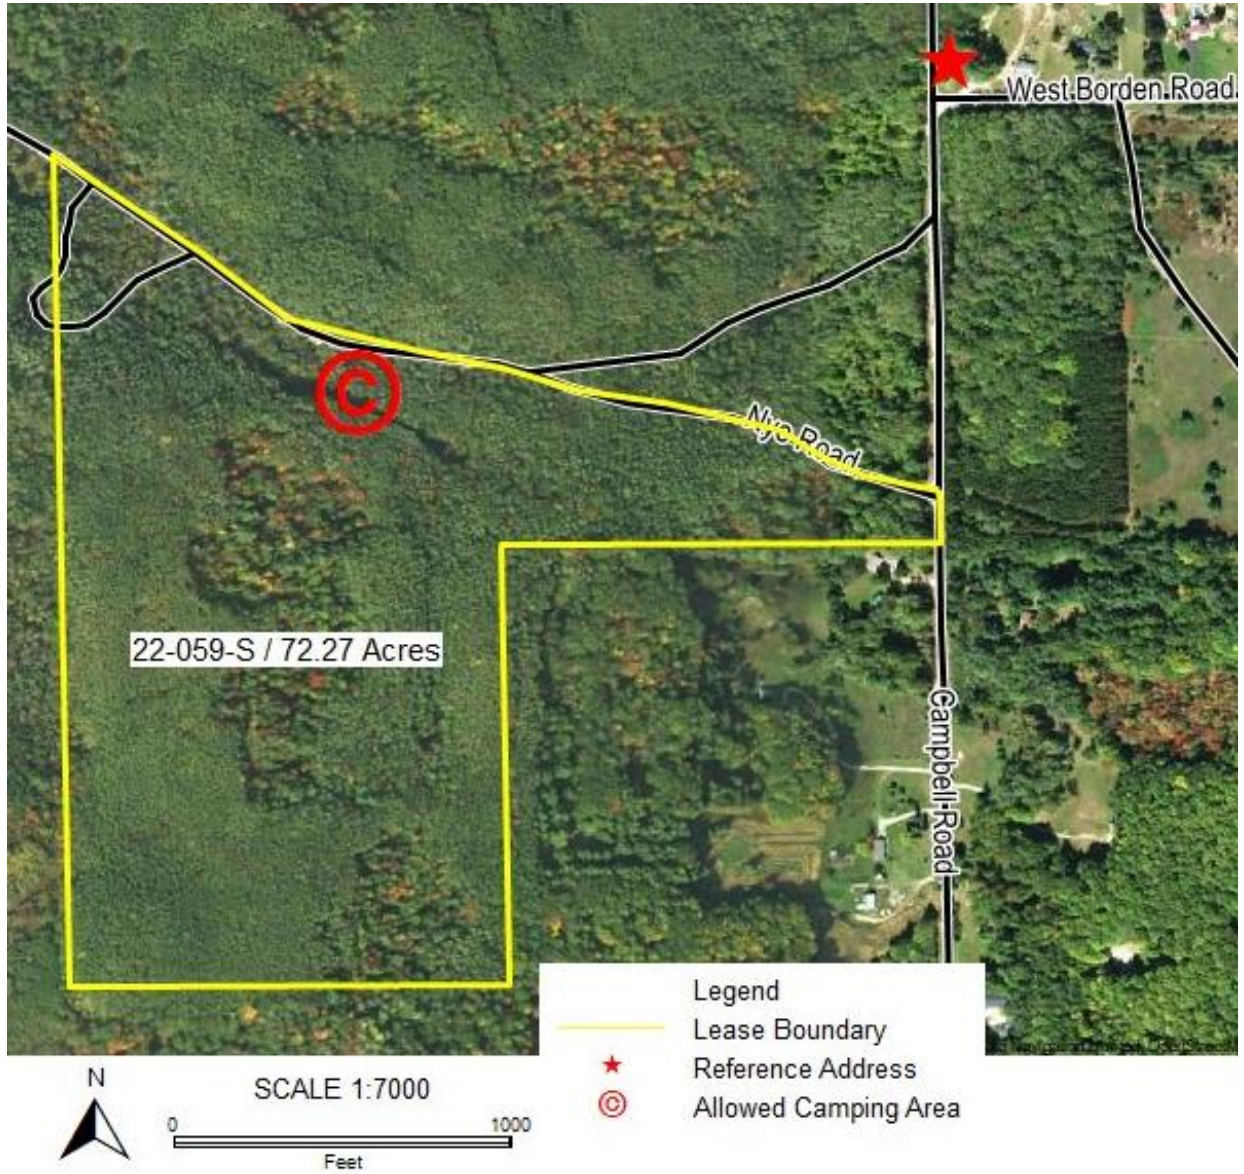 West Borden Road
Nye Road
22-059-S / 72.27 Acres
Campbell Road
Legend
Lease Boundary
Reference Address
© Allowed Camping Area
N
SCALE 1:7000
0 1000
Feet